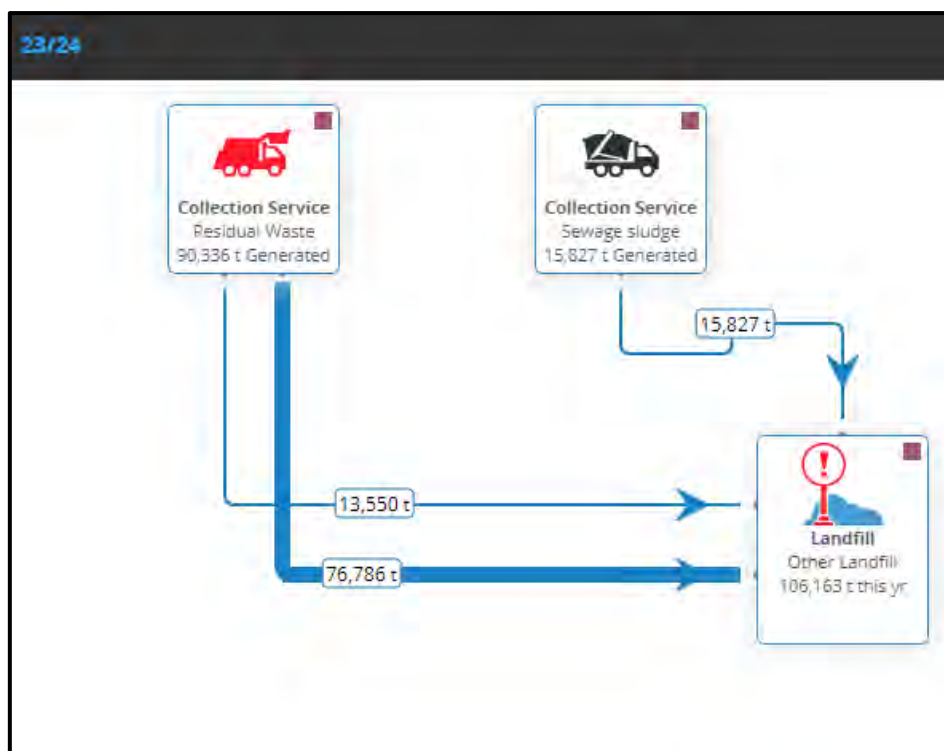 23/24
Collection Service
Residual Waste
90,336 t Generated
Collection Service
Sewage sludge
15,827 t Generated
15,827 t
13,550 t
76,786 t
Landfill
Other Landfill
106,163 t this yr